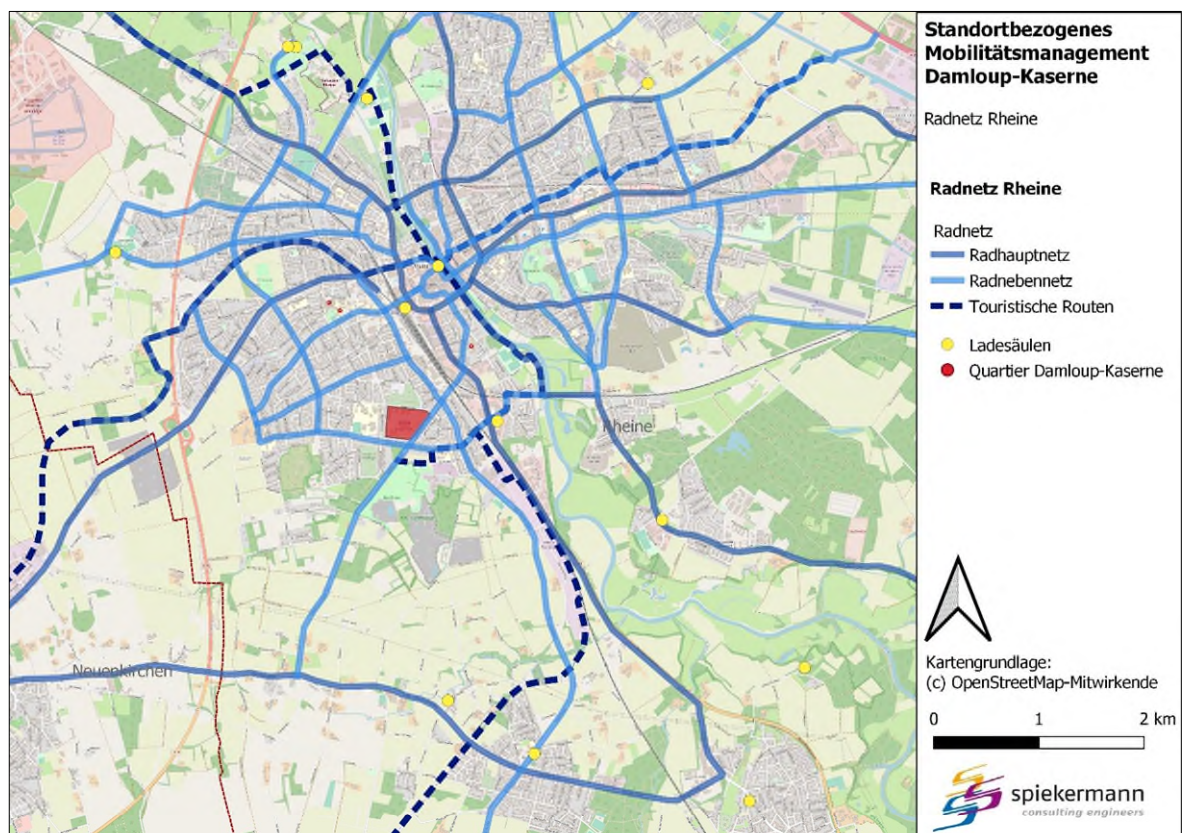 Standortbezogenes
Mobilitätsmanagement
Damloup-Kaserne
Radnetz Rheine
Radnetz Rheine
Radnetz
Radhauptnetz
Radnebennetz
Touristische Routen
Ladesäulen
Quartier Damloup-Kaserne
Rheine
Neuenkirchen
Kartengrundlage:
(c) OpenStreetMap-Mitwirkende
0 1 2 km
spiekermann
consulting engineers